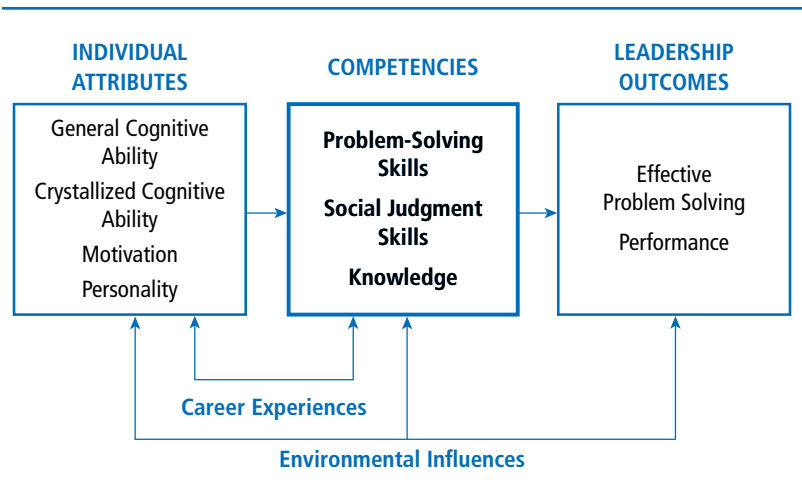 INDIVIDUAL
ATTRIBUTES
General Cognitive
Ability
Crystallized Cognitive
Ability
Motivation
Personality
COMPETENCIES
Problem-Solving
Skills
Social Judgment
Skills
Knowledge
LEADERSHIP
OUTCOMES
Effective
Problem Solving
Performance
Career Experiences
Environmental Influences